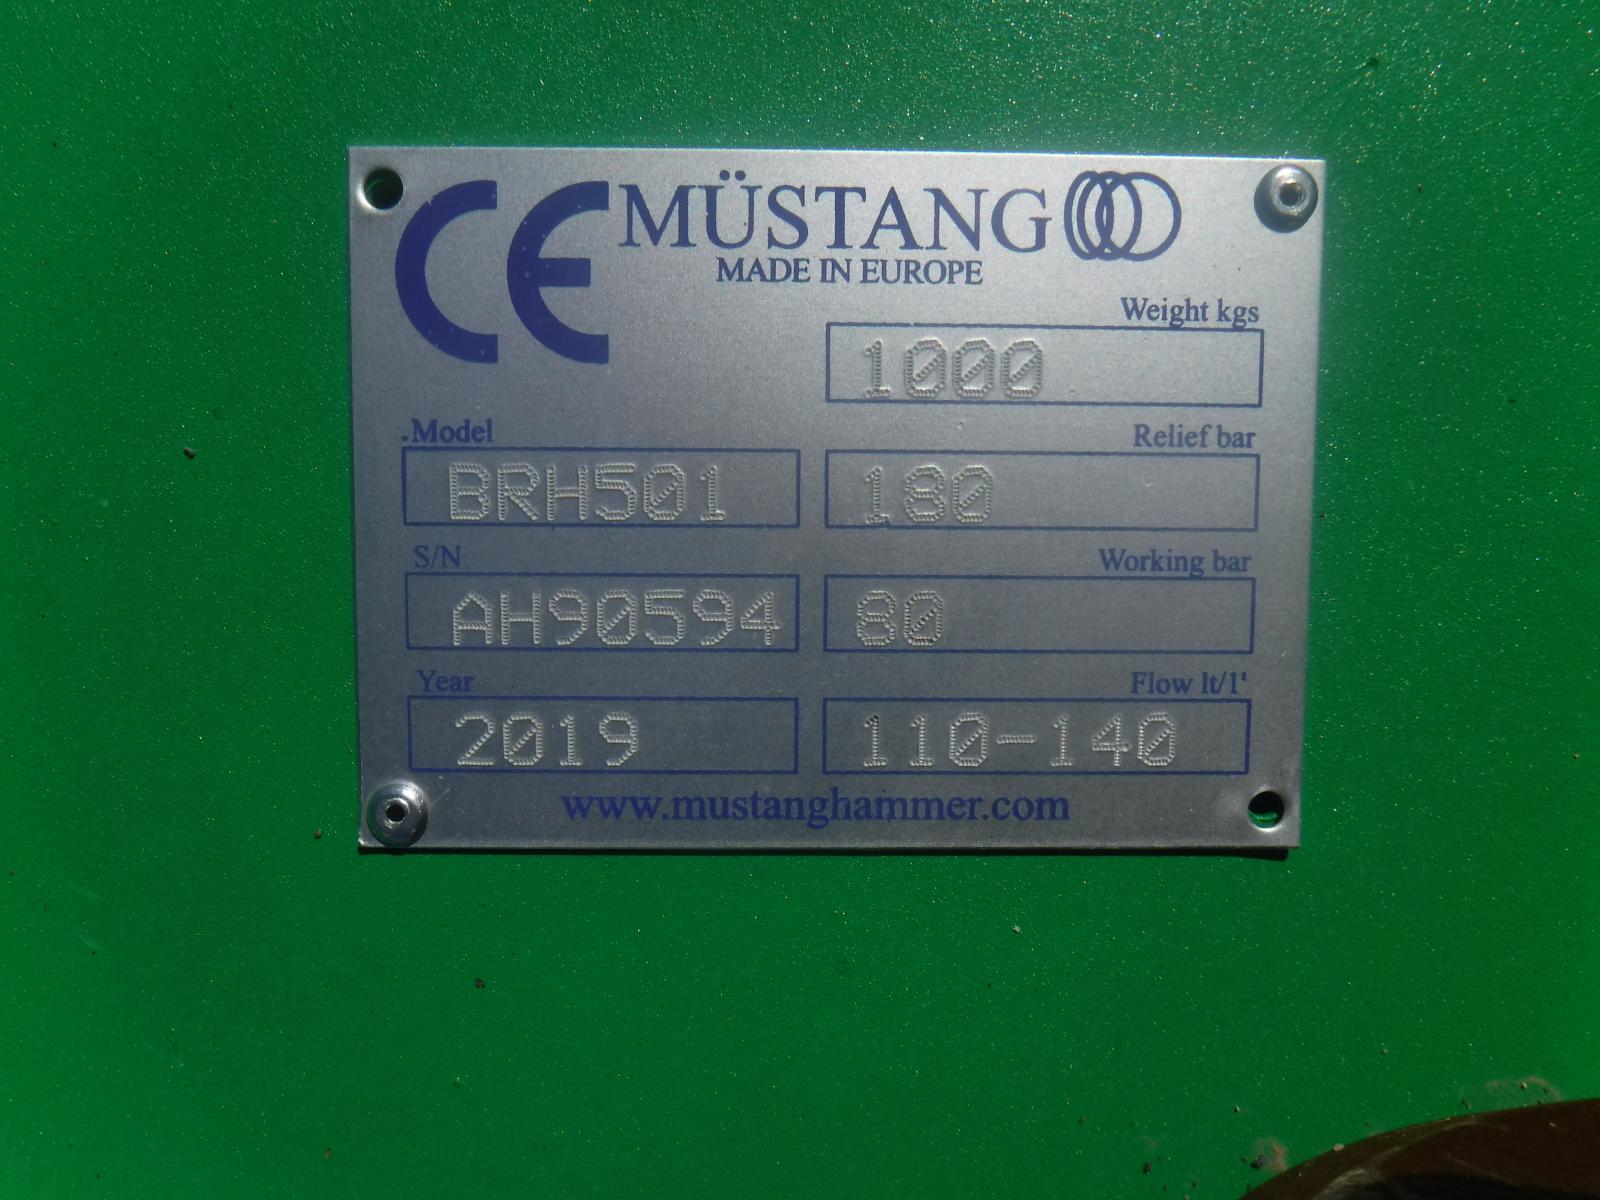 CE MÜSTANG
MADE IN EUROPE
Weight kgs
1000
.Model
BRH501
Relief bar
180
S/N
AH90594
Working bar
80
Year
2019
Flow lt/1'
110-140
www.mustanghammer.com